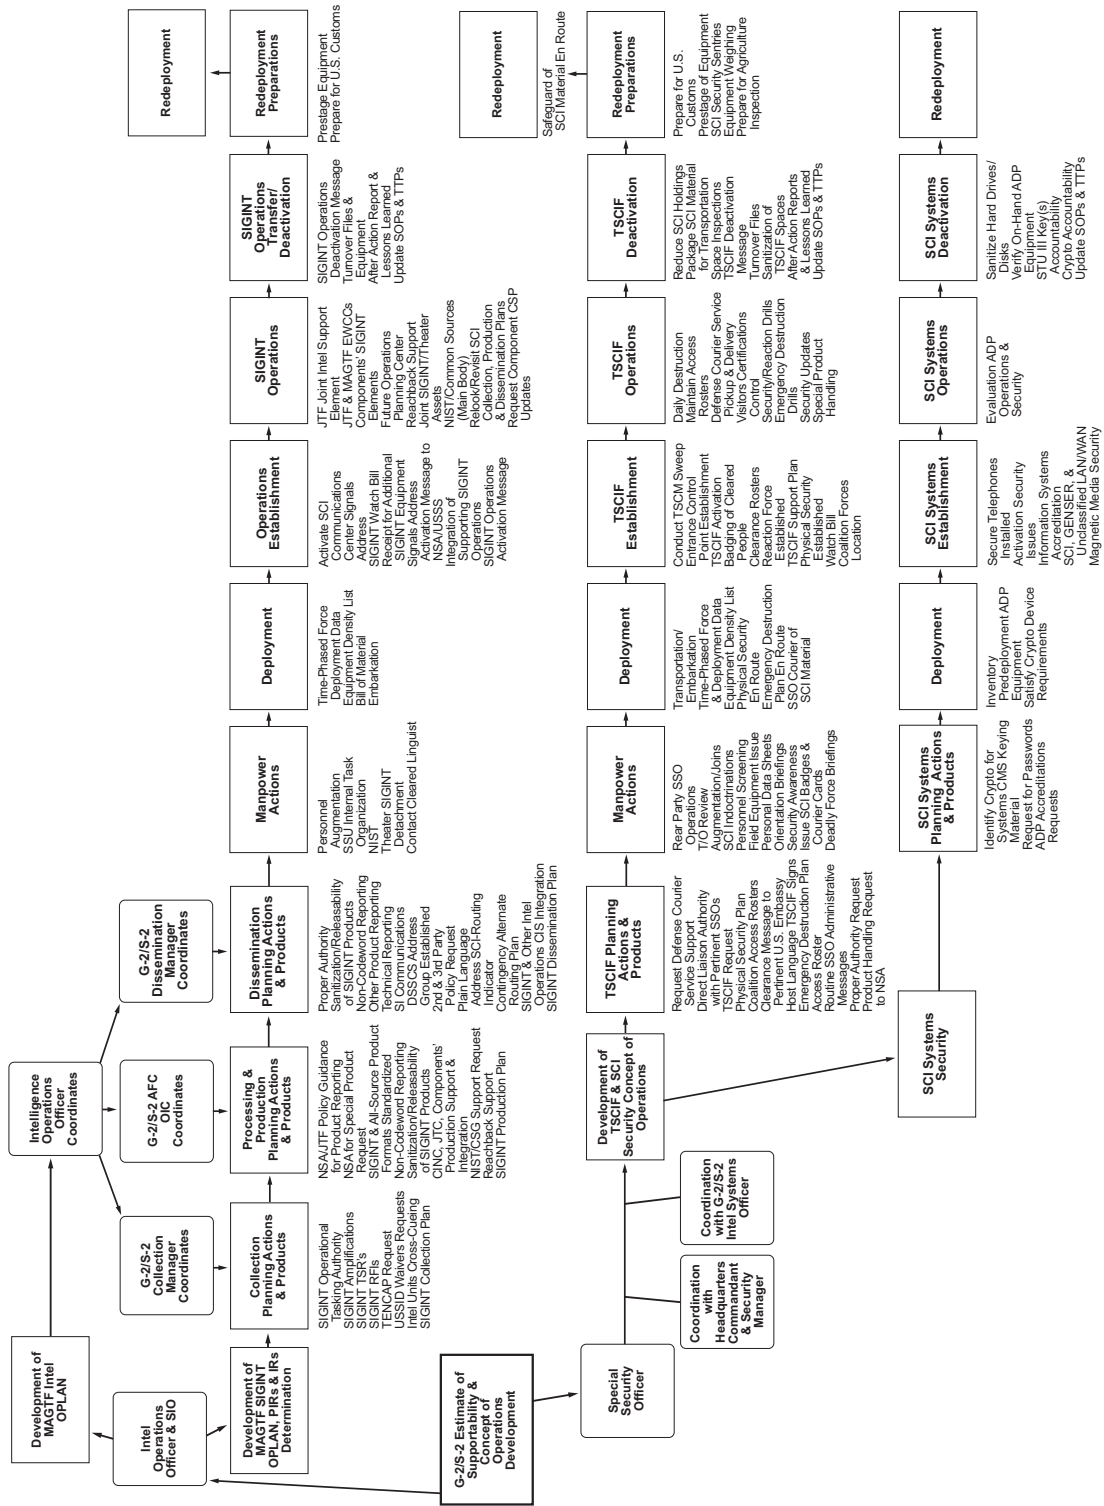 Development of
MAGTF Intel
OPLAN
Intelligence
Operations
Officer
Coordinates
Intel
Operations
Officer & SIO
G-2/S-2
Collection
Manager
Coordinates
G-2/S-2 AFC
OIC
Coordinates
G-2/S-2
Dissemination
Manager
Coordinates
Development of
MAGTF SIGINT
OPLAN, PIRs & IRs
Determination
Collection
Planning Actions
& Products
SIGINT Operational
Tasking Authority
SIGINT Amplifications
SIGINT TSR's
SIGINT RFIs
TENCAP Request
USSID Waivers Requests
Intel Units Cross-Cueing
SIGINT Collection Plan
Processing &
Production
Planning Actions
& Products
NSA/JTF Policy Guidance
for Product Reporting
NSA for Special Product
Request
SIGINT & All-Source Product
Formats Standardized
Non-Codeword Reporting
Sanitization/Releasability
of SIGINT Products
CINC, JTC, Components'
Production Support &
Integration
NIST/CSSG Support Request
Reachback Support
SIGINT Production Plan
Dissemination
Planning Actions
& Products
Proper Authority
Sanitization/Releasability
of SIGINT Products
Non-Codeword Reporting
Other Product Reporting
Technical Reporting
SI Communications
DSSCS Address
Group Established
2nd & 3rd Party
Policy Request
Plain Language
Address SCI-Routing
Indicator
Contingency Alternate
Routing Plan
SIGINT & Other Intel
Operations CIS Integration
SIGINT Dissemination Plan
Manpower
Actions
Personnel
Augmentation
SSU Internal Task
Organization
NIST
Theater SIGINT
Detachment
Contact Cleared Linguist
Deployment
Time-Phased Force
Deployment Data
Equipment Density List
Bill of Material
Embarkation
Operations
Establishment
Activate SCI
Communications
Center Signals
Address
SIGINT Watch Bill
Receipt for Additional
SIGINT Equipment
Signals Address
Activation Message to
NSA/USSS
Integration of
Supporting SIGINT
Operations
SIGINT Operations
Activation Message
SIGINT
Operations
JTF Joint Intel Support
Element
JTF & MAGTF EWCCs
Components' SIGINT
Elements
Future Operations
Planning Center
Reachback Support
Joint SIGINT/Theater
Assets
NIST/Common Sources
(Main Body)
Rebook/Revisit SCI
Collection, Production
& Dissemination Plans
Request Component CSP
Updates
SIGINT
Operations
Transfer/
Deactivation
SIGINT Operations
Deactivation Message
Turnover Files &
Equipment
After Action Report &
Lessons Learned
Update SOPs & TTPs
Redeployment
Preparations
Prestage Equipment
Prepare for U.S. Customs
Redeployment
G-2/S-2 Estimate of
Supportability &
Concept of
Operations
Development
Special
Security
Officer
Coordination
with
Headquarters
Commandant
& Security
Manager
Coordination
with G-2/S-2
Intel Systems
Officer
Development of
TSCIF & SCI
Security Concept of
Operations
TSCIF Planning
Actions &
Products
Request Defense Courier
Service Support
Direct Liaison Authority
with Pertinent SSOs
TSCIF Request
Physical Security Plan
Coalition Access Rosters
Clearance Message to
Pertinent U.S. Embassy
Host Language TSCIF Signs
Emergency Destruction Plan
Access Roster
Routine SSO Administrative
Messages
Proper Authority Request
Product Handling Request
to NSA
Manpower
Actions
Rear Party SSO
Operations
T/O Review
Augmentation/Joins
SCI Indoctrinations
Personnel Screening
Field Equipment Issue
Personal Data Sheets
Orientation Briefings
Security Awareness
Issue SCI Badges &
Courier Cards
Deadly Force Briefings
Deployment
Transportation/
Embarkation
Time-Phased Force
& Deployment Data
Equipment Density List
Physical Security
En Route
Emergency Destruction
Plan En Route
SSO Courier of
SCI Material
TSCIF
Establishment
Conduct TSCM Sweep
Entrance Control
Point Establishment
TSCIF Activation
Badging of Cleared
People
Clearance Rosters
Reaction Force
Established
TSCIF Support Plan
Physical Security
Established
Watch Bill
Coalition Forces
Location
TSCIF
Operations
Daily Destruction
Maintain Access
Rosters
Defense Courier Service
Pickup & Delivery
Visitors Certifications
Control
Security/Reaction Drills
Emergency Destruction
Drills
Security Updates
Special Product
Handling
TSCIF
Deactivation
Reduce SCI Holdings
Package SCI Material
for Transportation
Space Inspections
TSCIF Deactivation
Message
Turnover Files
Sanitization of
TSCIF Spaces
After Action Reports
& Lessons Learned
Update SOPs & TTPs
Redeployment
Preparations
Prepare for U.S.
Customs
Prestage of Equipment
SCI Security Sentries
Equipment Weighing
Prepare for Agriculture
Inspection
Redeployment
Safeguard of
SCI Material En Route
SCI Systems
Security
SCI Systems
Planning Actions
& Products
Identify Crypto for
Systems CMS Keying
Material
Request for Passwords
ADP Accreditations
Requests
Deployment
Inventory
Predeployment ADP
Equipment
Satisfy Crypto Device
Requirements
SCI Systems
Establishment
Secure Telephones
Installed
Activation Security
Issues
Information Systems
Accreditation
SCI, GENSER, &
Unclassified LAN/WAN
Magnetic Media Security
SCI Systems
Operations
Evaluation ADP
Operations &
Security
SCI Systems
Deactivation
Sanitize Hard Drives/
Disks
Verify On-Hand ADP
Equipment
STU III Key(s)
Accountability
Crypto Accountability
Update SOPs & TTPs
Redeployment